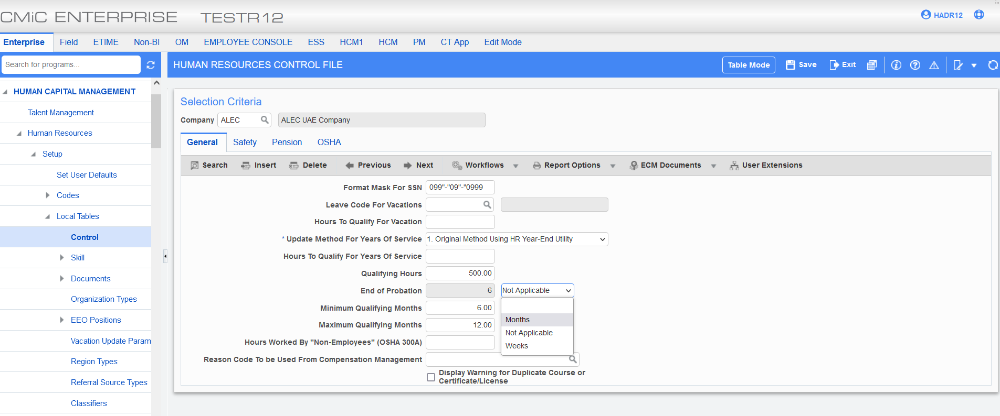 CMiC ENTERPRISE TESTR12
HADR12
Enterprise Field ETIME Non-BI OM EMPLOYEE CONSOLE ESS HCM1 HCM PM CT App Edit Mode
Search for programs...
HUMAN RESOURCES CONTROL FILE
Table Mode Save Exit
HUMAN CAPITAL MANAGEMENT
Talent Management
Human Resources
Setup
Set User Defaults
Codes
Local Tables
Control
Skill
Documents
Organization Types
EEO Positions
Vacation Update Param
Region Types
Referral Source Types
Classifiers
Selection Criteria
Company ALEC ALEC UAE Company
General Safety Pension OSHA
Search Insert Delete Previous Next Workflows Report Options ECM Documents User Extensions
Format Mask For SSN 099"-"09"-"0999
Leave Code For Vacations
Hours To Qualify For Vacation
* Update Method For Years Of Service 1. Original Method Using HR Year-End Utility
Hours To Qualify For Years Of Service
Qualifying Hours 500.00
End of Probation 6 Not Applicable
Minimum Qualifying Months 6.00
Months
Maximum Qualifying Months 12.00
Not Applicable
Hours Worked By "Non-Employees" (OSHA 300A)
Weeks
Reason Code To be Used From Compensation Management
Display Warning for Duplicate Course or
Certificate/License